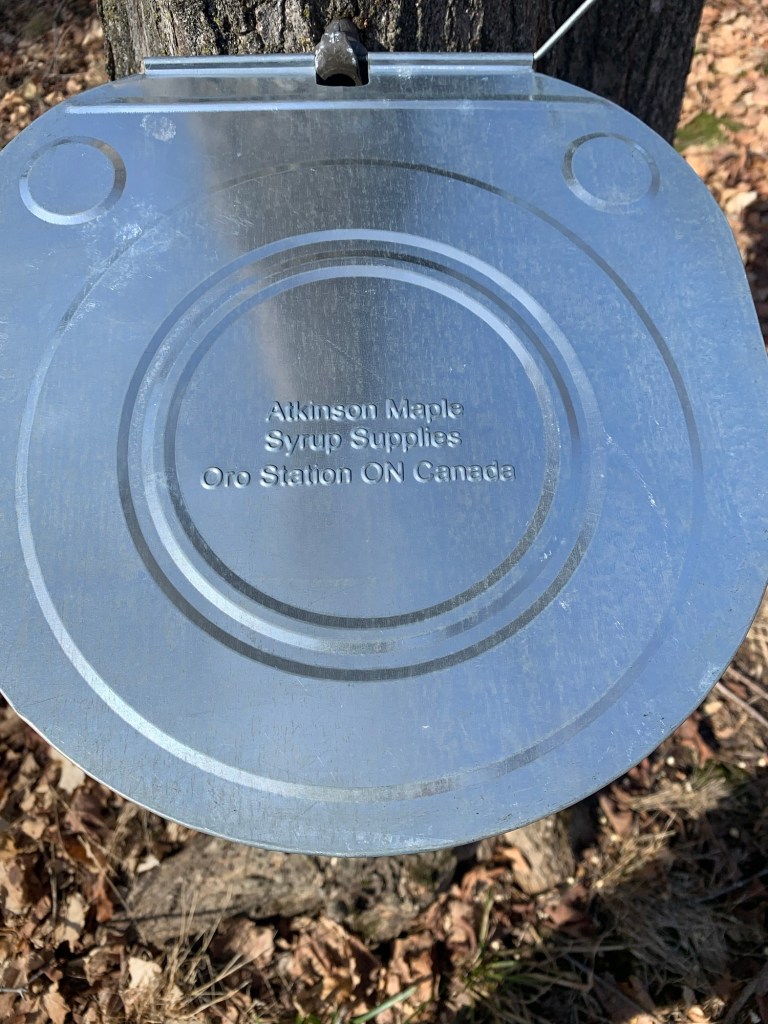 Atkinson Maple
Syrup Supplies
Oro Station ON Canada